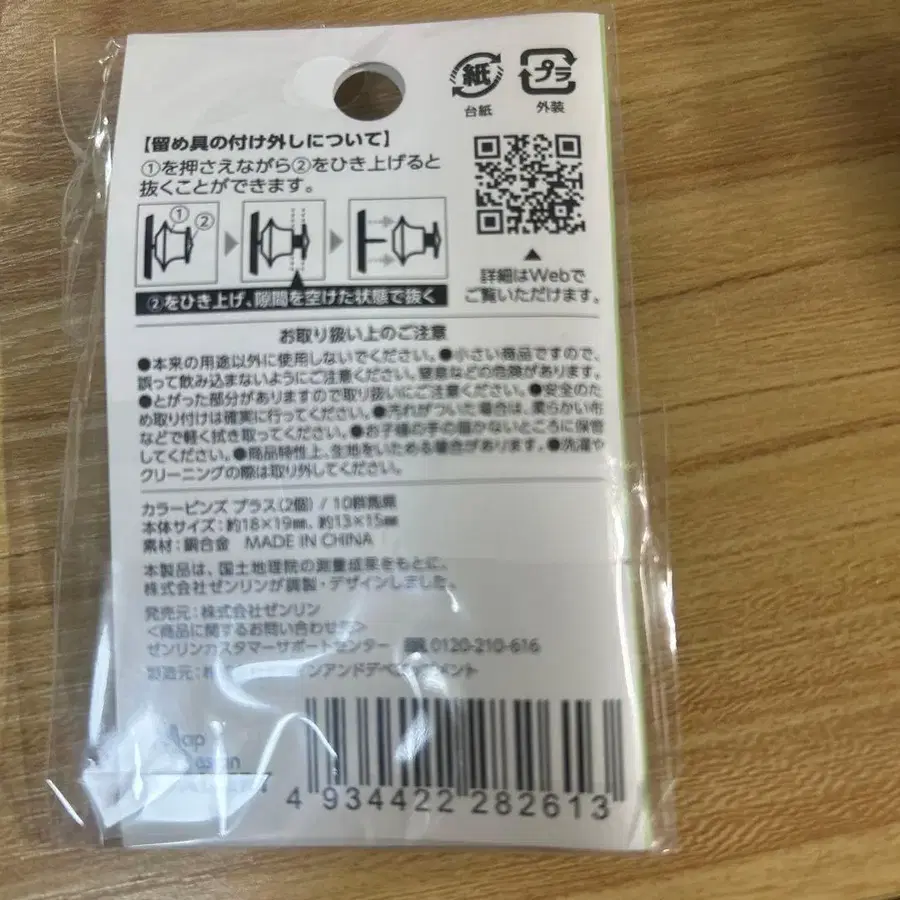 紙
台紙
プラ
外装
【留め具の付け外しについて】
①を押さえながら②をひき上げると
抜くことができます。
① ②
②をひき上げ、隙間を空けた状態で抜く
詳細はWebで
ご覧いただけます。
お取り扱い上のご注意
●本来の用途以外に使用しないでください。●小さい商品ですので、
誤って飲み込まないようにご注意ください。窒息などの危険があります。
●とがった部分がありますので取り扱いにご注意ください。●安全のた
め取り付けは確実に行ってください。●汚れがついた場合は、柔らかい布
などで軽く拭き取ってください。●お子様の手の届かないところに保管
してください。●商品特性上、生地をいためる場合があります。●洗濯や
クリーニングの際は取り外してください。
カラーピンズ プラス(2個) / 10群馬県
本体サイズ：約18×19㎜、約13×15㎜
素材：銅合金 MADE IN CHINA
本製品は、国土地理院の測量成果をもとに、
株式会社ゼンリンが調製・デザインしました。
発売元：株式会社ゼンリン
<商品に関するお問い合わせ先>
ゼンリンカスタマーサポートセンター 0120-210-616
製造元：株 インアンドデベ メント
Map
Design
4 934422 282613